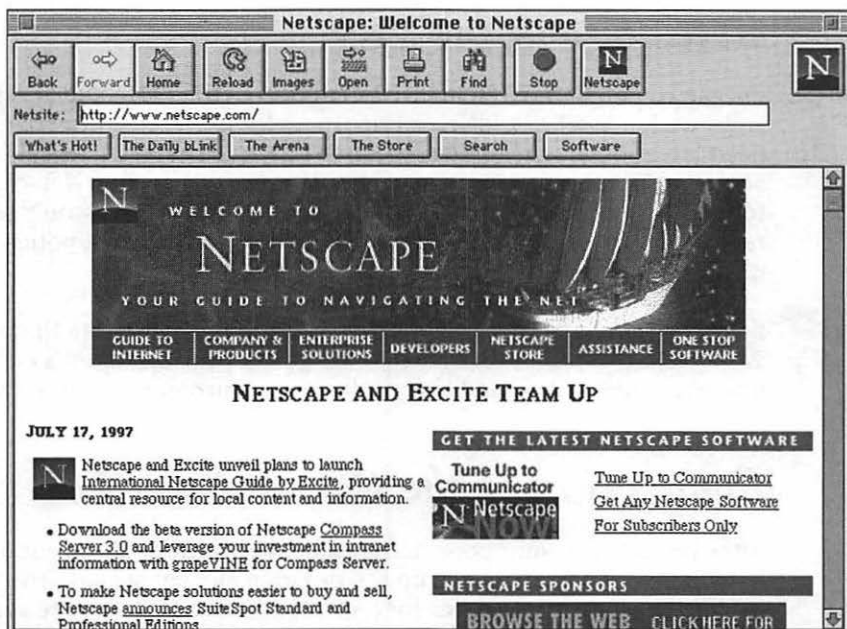 Netscape: Welcome to Netscape
Back Forward Home Reload Images Open Print Find Stop Netscape
N
Netsite: http://www.netscape.com/
What's Hot! The Daily bLink The Arena The Store Search Software
N
WELCOME TO
NETSCAPE
YOUR GUIDE TO NAVIGATING THE NET
GUIDE TO INTERNET
COMPANY & PRODUCTS
ENTERPRISE SOLUTIONS
DEVELOPERS
NETSCAPE STORE
ASSISTANCE
ONE STOP SOFTWARE
NETSCAPE AND EXCITE TEAM UP
JULY 17, 1997
N
Netscape and Excite unveil plans to launch
International Netscape Guide by Excite, providing a
central resource for local content and information.
• Download the beta version of Netscape Compass
Server 3.0 and leverage your investment in intranet
information with grapeVINE for Compass Server.
• To make Netscape solutions easier to buy and sell,
Netscape announces SuiteSpot Standard and
Professional Editions
GET THE LATEST NETSCAPE SOFTWARE
Tune Up to
Communicator
N Netscape
NOW!
Tune Up to Communicator
Get Any Netscape Software
For Subscribers Only
NETSCAPE SPONSORS
BROWSE THE WEB CLICK HERE FOR